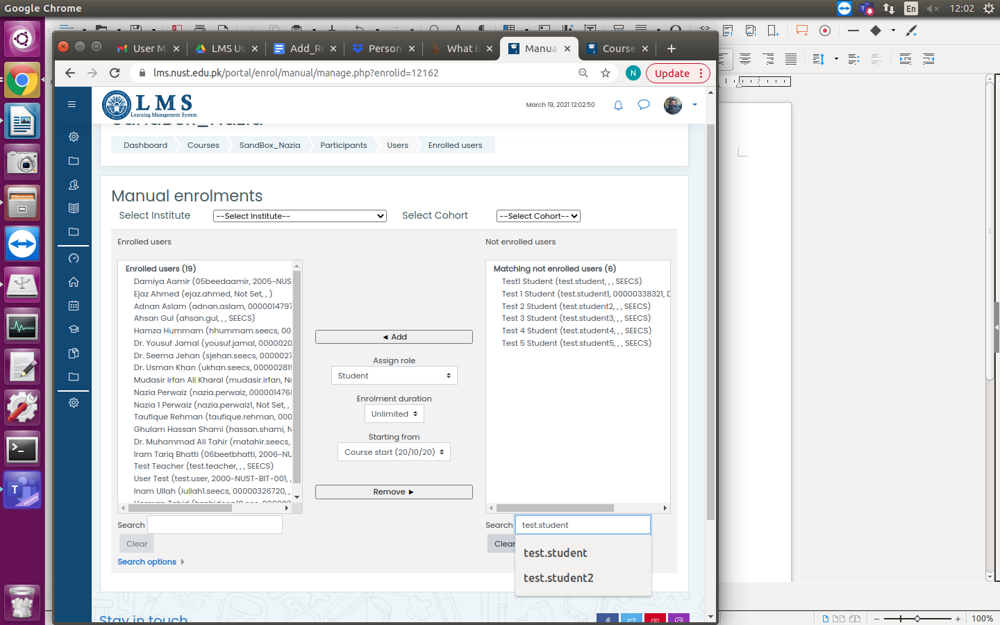 Google Chrome
En
12:02
User M
LMS Us
Add_Re
Person
What is
Manua
Course
lms.nust.edu.pk/portal/enrol/manual/manage.php?enrolid=12162
N
Update
7
LMS
Learning Management System
March 19, 2021 12:02:50
SandBox_Nazia
Dashboard
Courses
SandBox_Nazia
Participants
Users
Enrolled users
Manual enrolments
Select Institute
--Select Institute--
Select Cohort
--Select Cohort--
Enrolled users
Not enrolled users
Enrolled users (19)
Damiya Aamir (05beedaamir, 2005-NUS
Ejaz Ahmed (ejaz.ahmed, Not Set, , )
Adnan Aslam (adnan.aslam, 0000014797
Ahsan Gul (ahsan.gul, , , SEECS)
Hamza Hummam (hhummam.seecs, 00
Dr. Yousuf Jamal (yousuf.jamal, 0000020
Dr. Seema Jehan (sjehan.seecs, 0000027
Dr. Usman Khan (ukhan.seecs, 000002819
Mudasir Irfan Ali Kharal (mudasir.irfan, No
Nazia Perwaiz (nazia.perwaiz, 0000014768
Nazia 1 Perwaiz (nazia.perwaiz1, Not Set, ,
Taufique Rehman (taufique.rehman, 000
Ghulam Hassan Shami (hassan.shami, N
Dr. Muhammad Ali Tahir (matahir.seecs,
Iram Tariq Bhatti (06beetbhatti, 2006-NU
Test Teacher (test.teacher, , , SEECS)
User Test (test.user, 2000-NUST-BIT-001, ,
Inam Ullah (iullah1.seecs, 00000326720, ,
Add
Assign role
Student
Enrolment duration
Unlimited
Starting from
Course start (20/10/20)
Remove
Matching not enrolled users (6)
Test1 Student (test.student, , , SEECS)
Test 1 Student (test.student1, 00000338321, D
Test 2 Student (test.student2, , , SEECS)
Test 3 Student (test.student3, , , SEECS)
Test 4 Student (test.student4, , , SEECS)
Test 5 Student (test.student5, , , SEECS)
Search
Clear
Search options
Search
test.student
Clear
test.student
test.student2
Stay in touch
100%